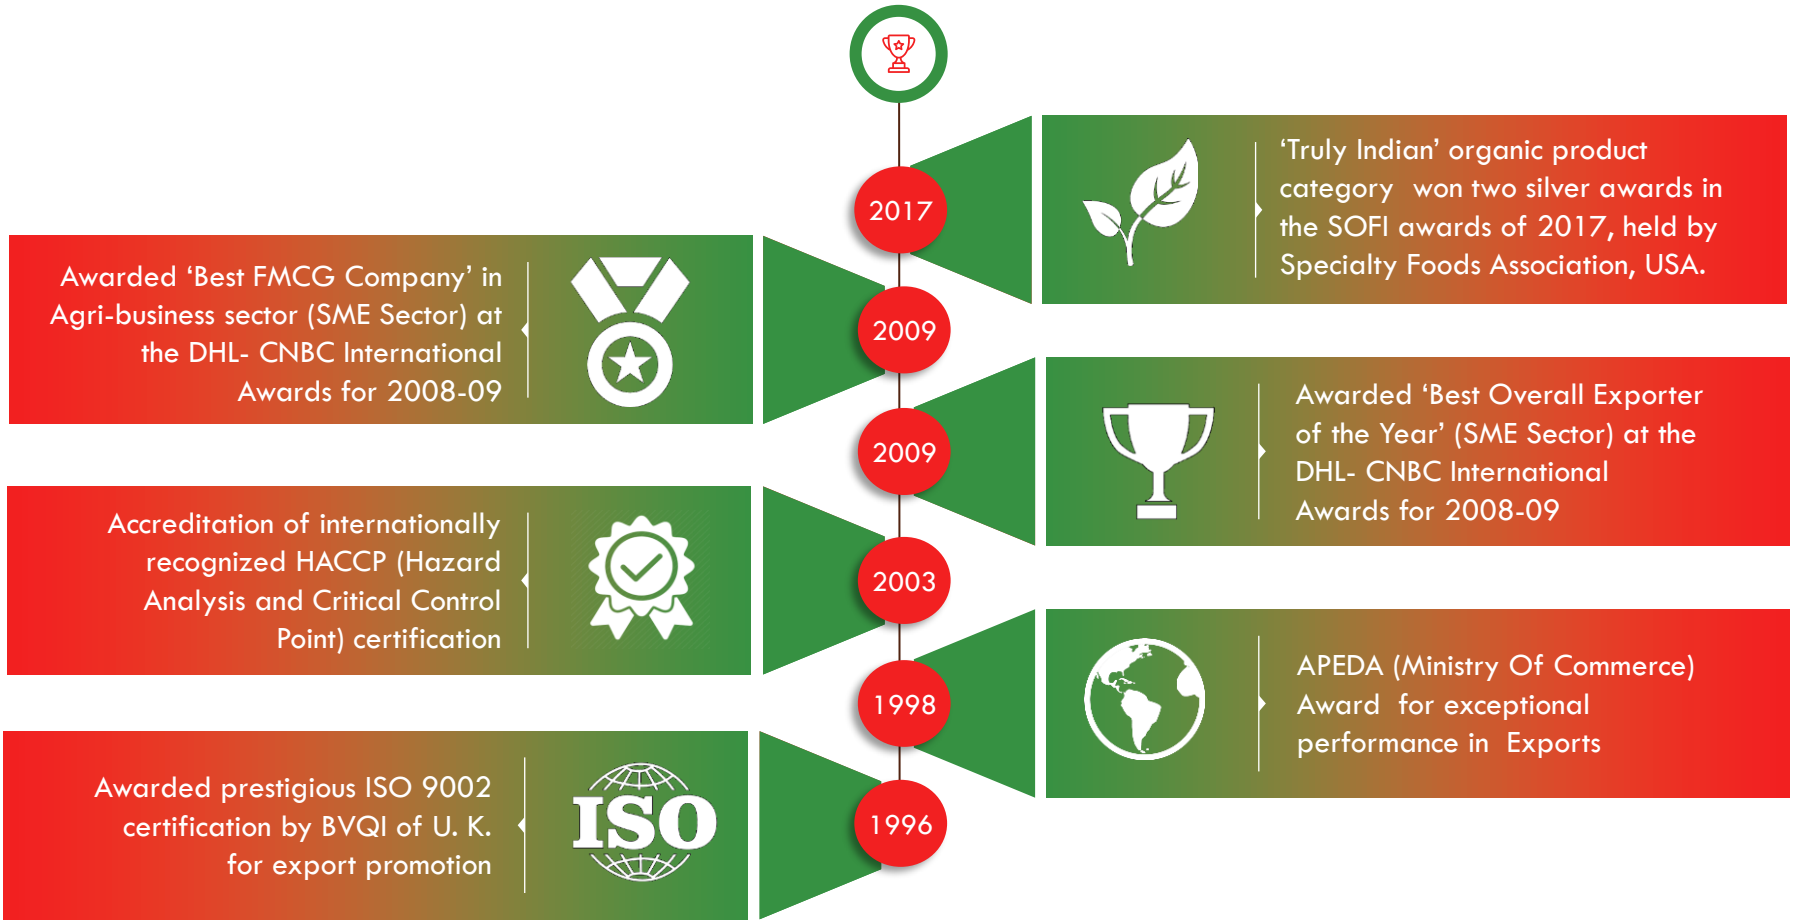 2017
‘Truly Indian’ organic product
category won two silver awards in
the SOFI awards of 2017, held by
Specialty Foods Association, USA.
Awarded ‘Best FMCG Company’ in
Agri-business sector (SME Sector) at
the DHL- CNBC International
Awards for 2008-09
2009
2009
Awarded ‘Best Overall Exporter
of the Year’ (SME Sector) at the
DHL- CNBC International
Awards for 2008-09
Accreditation of internationally
recognized HACCP (Hazard
Analysis and Critical Control
Point) certification
2003
1998
APEDA (Ministry Of Commerce)
Award for exceptional
performance in Exports
Awarded prestigious ISO 9002
certification by BVQI of U. K.
for export promotion
ISO
1996